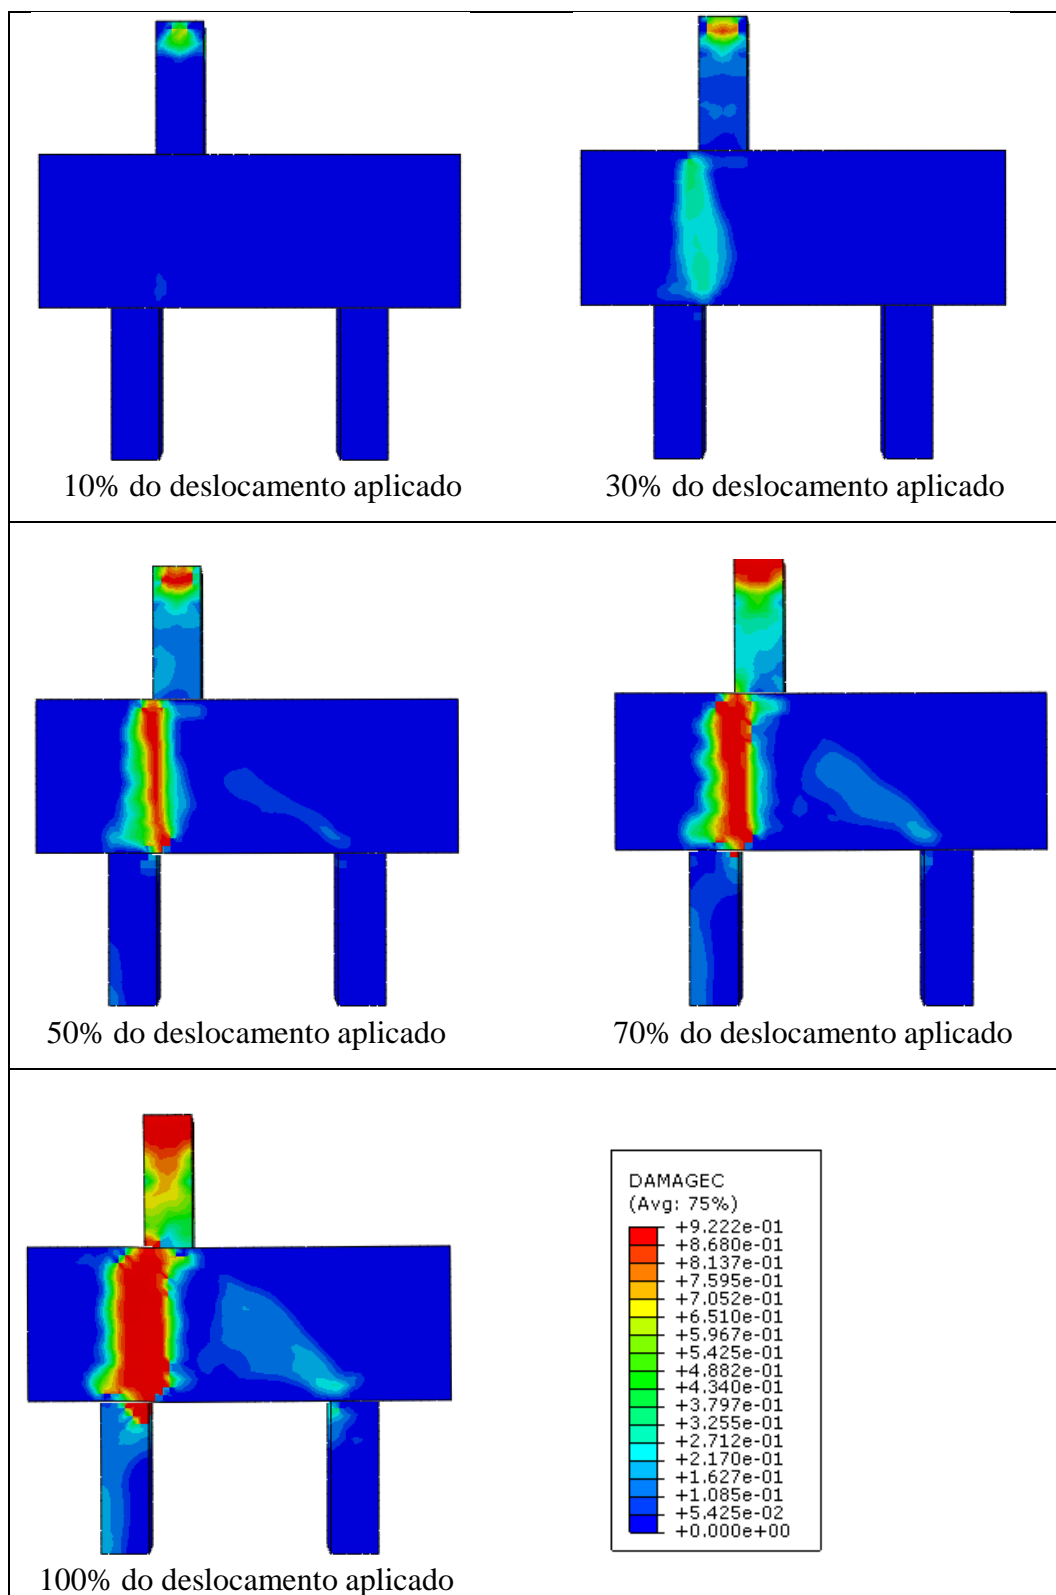 10% do deslocamento aplicado
30% do deslocamento aplicado
50% do deslocamento aplicado
70% do deslocamento aplicado
DAMAGEC
(Avg: 75%)
+9.222e-01
+8.680e-01
+8.137e-01
+7.595e-01
+7.052e-01
+6.510e-01
+5.967e-01
+5.425e-01
+4.882e-01
+4.340e-01
+3.797e-01
+3.255e-01
+2.712e-01
+2.170e-01
+1.627e-01
+1.085e-01
+5.425e-02
+0.000e+00
100% do deslocamento aplicado